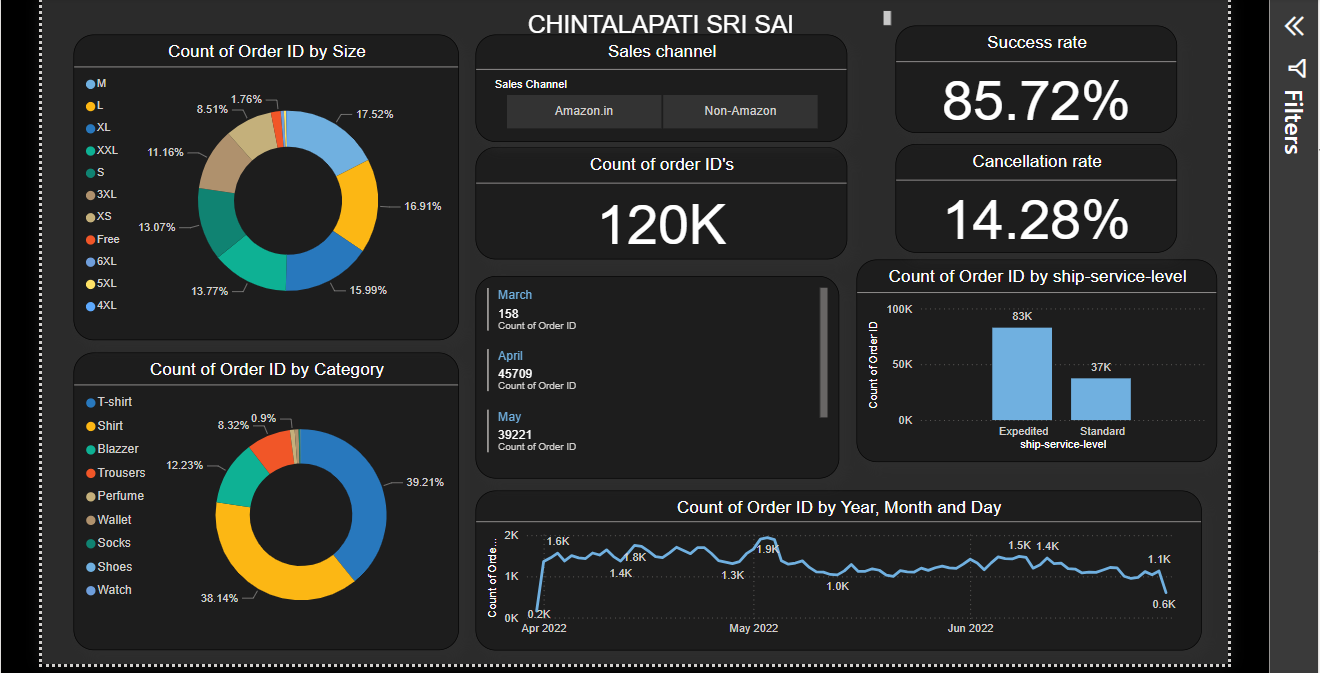 CHINTALAPATI SRI SAI
Count of Order ID by Size
M
L
XL
XXL
S
3XL
XS
Free
6XL
5XL
4XL
1.76%
8.51%
11.16%
13.07%
13.77%
15.99%
16.91%
17.52%
Sales channel
Sales Channel
Amazon.in
Non-Amazon
Count of order ID's
120K
Success rate
85.72%
Cancellation rate
14.28%
Filters
March
158
Count of Order ID
April
45709
Count of Order ID
May
39221
Count of Order ID
Count of Order ID by ship-service-level
Count of Order ID
100K
50K
0K
83K
37K
Expedited
Standard
ship-service-level
Count of Order ID by Category
T-shirt
Shirt
Blazzer
Trousers
Perfume
Wallet
Socks
Shoes
Watch
0.9%
8.32%
12.23%
38.14%
39.21%
Count of Order ID by Year, Month and Day
Count of Orde...
2K
1K
0K
0.2K
1.6K
1.4K
1.8K
1.3K
1.9K
1.0K
1.5K
1.4K
1.1K
0.6K
Apr 2022
May 2022
Jun 2022